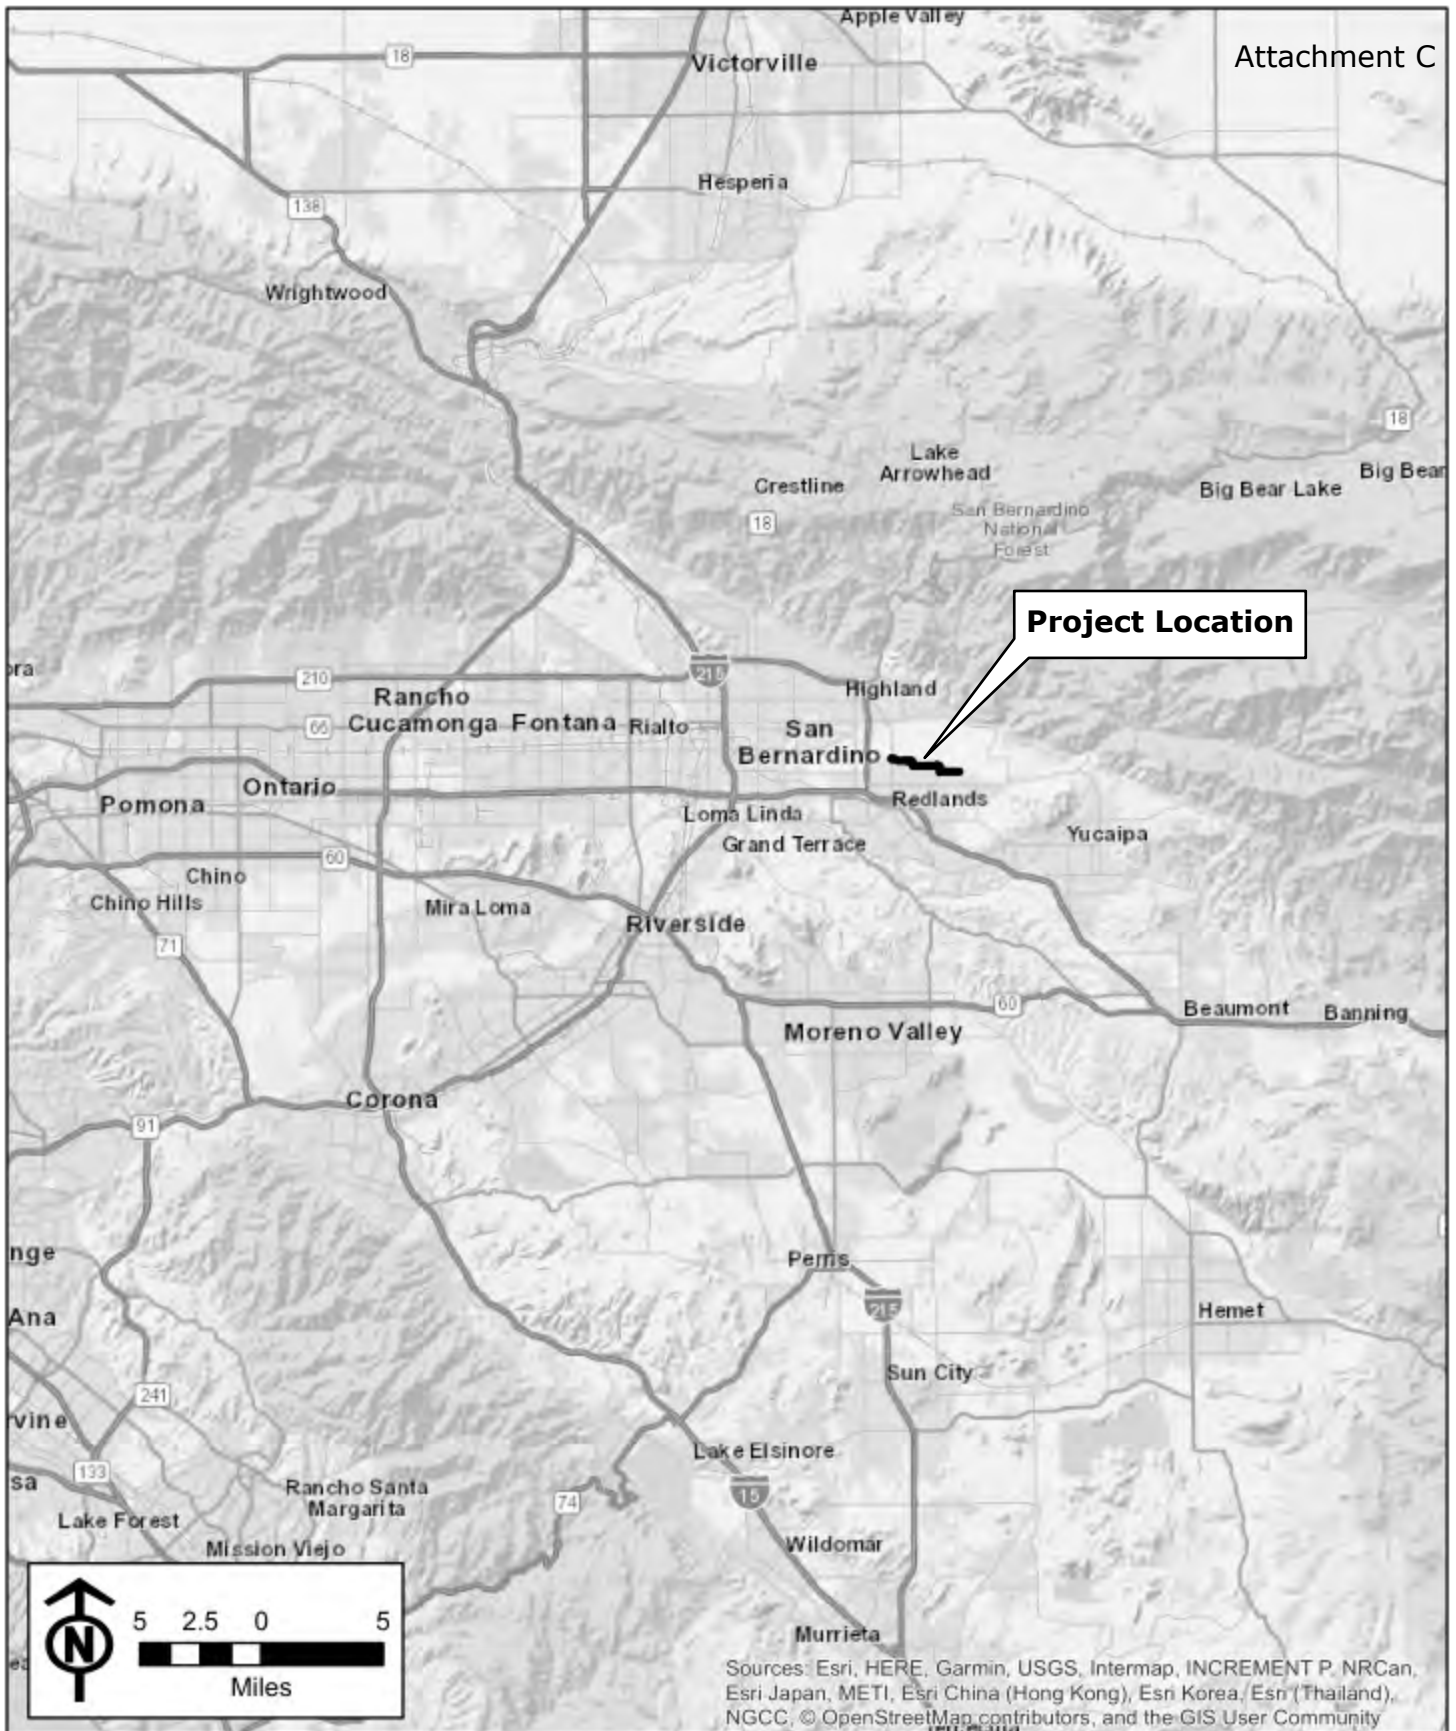 Apple Valley
Attachment C
18
Victorville
Hesperia
138
Wrightwood
18
Lake
Arrowhead
Crestline
Big Bear
Big Bear Lake
San Bernardino
National
Forest
18
Project Location
ora
210
215
Highland
Rancho
Cucamonga
66
Fontana
Rialto
San
Bernardino
Ontario
Pomona
Loma Linda
Redlands
Grand Terrace
Yucaipa
60
Chino
Chino Hills
Mira Loma
Riverside
71
60
Beaumont
Banning
Moreno Valley
Corona
91
nge
Perris
215
Ana
Hemet
Sun City
241
rvine
Lake Elsinore
133
sa
Rancho Santa
Margarita
74
15
Lake Forest
Mission Viejo
Wildomar
Murrieta
N
5 2.5 0 5
Miles
Sources: Esri, HERE, Garmin, USGS, Intermap, INCREMENT P, NRCan,
Esri Japan, METI, Esri China (Hong Kong), Esri Korea, Esri (Thailand),
NGCC, © OpenStreetMap contributors, and the GIS User Community